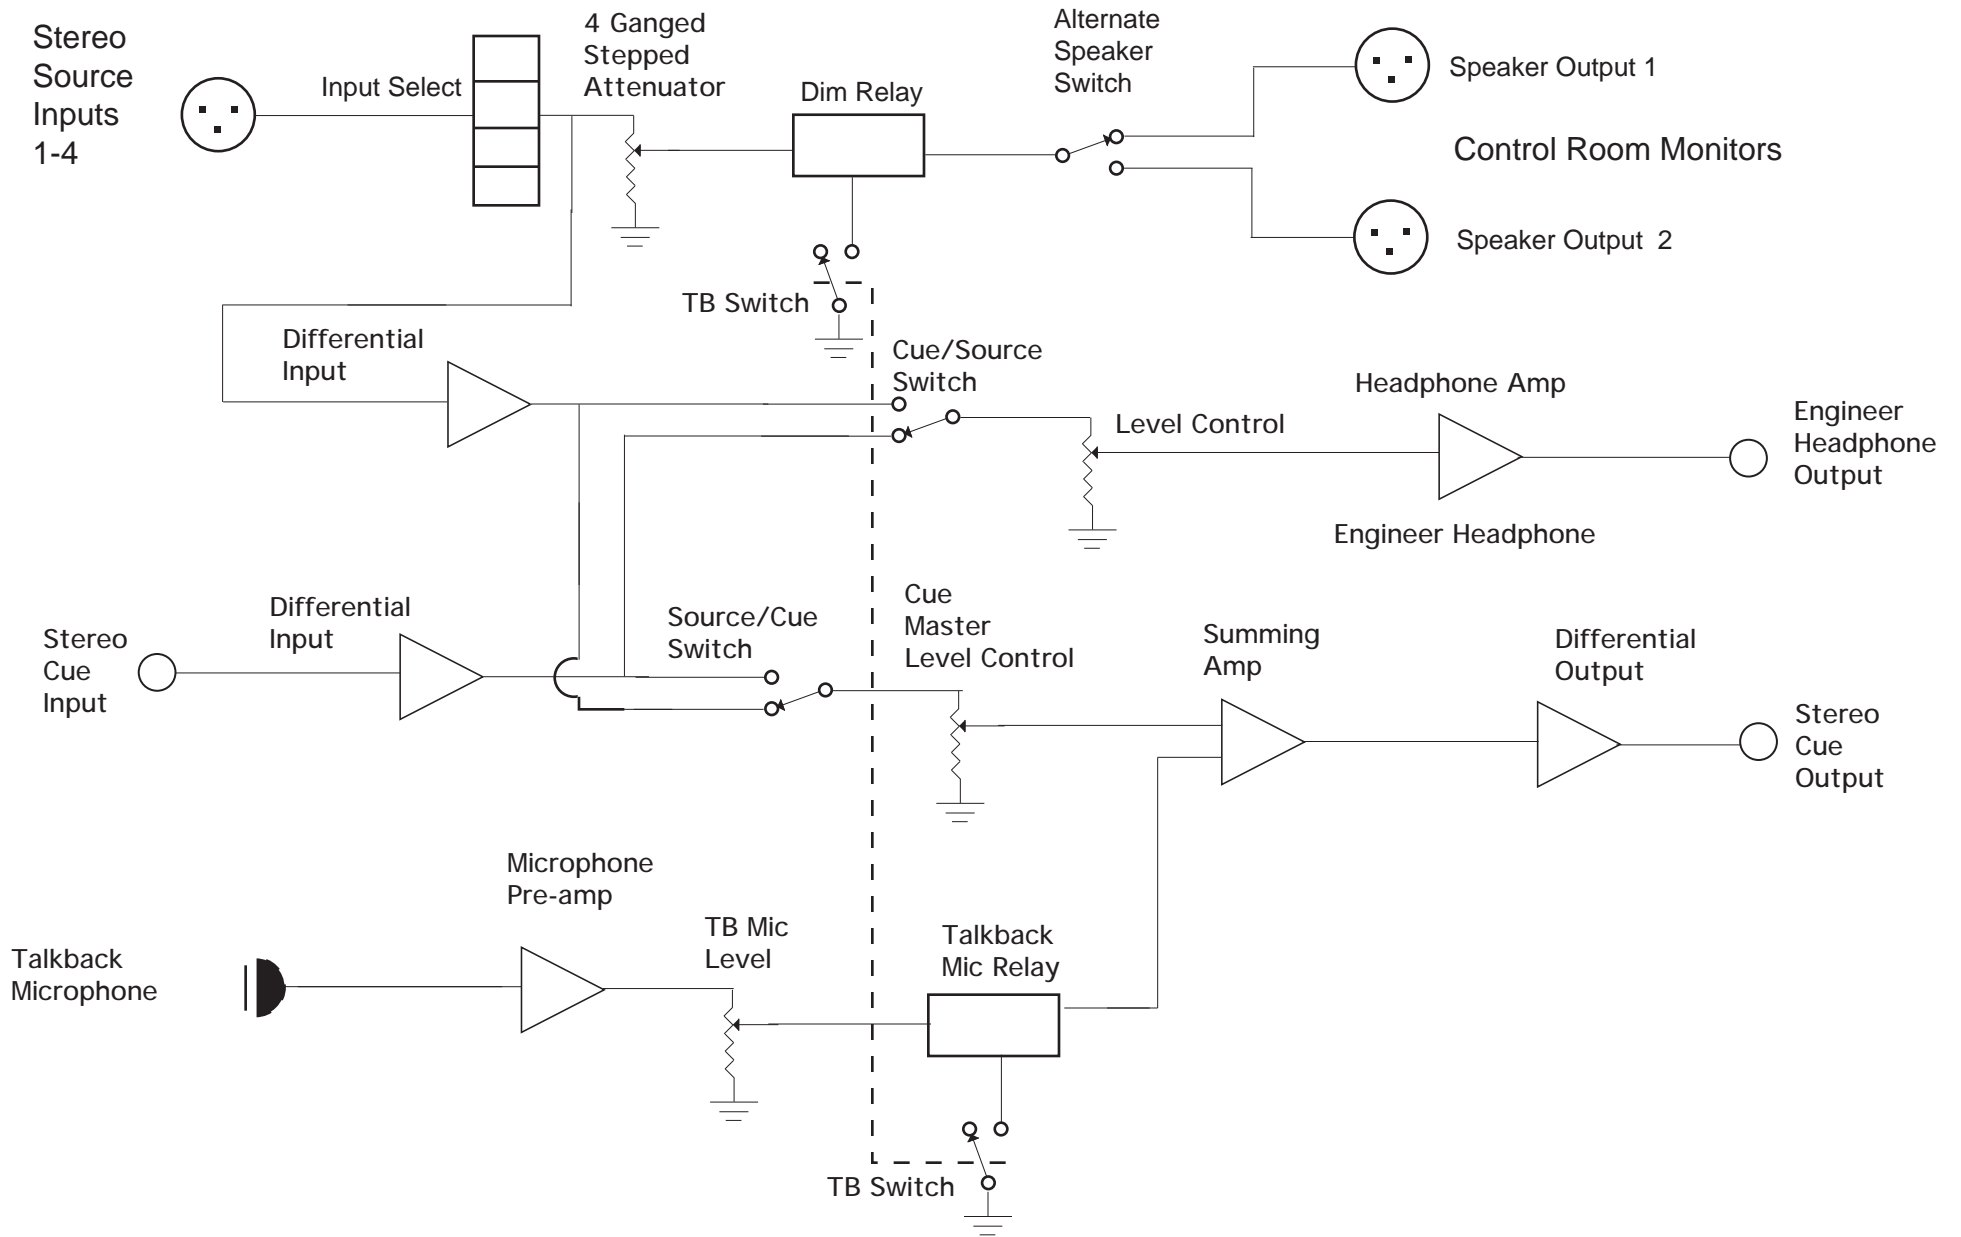 Stereo
Source
Inputs
1-4
Input Select
4 Ganged
Stepped
Attenuator
Dim Relay
Alternate
Speaker
Switch
Speaker Output 1
Control Room Monitors
Speaker Output 2
TB Switch
Differential
Input
Cue/Source
Switch
Level Control
Headphone Amp
Engineer
Headphone
Output
Engineer Headphone
Stereo
Cue
Input
Differential
Input
Source/Cue
Switch
Cue
Master
Level Control
Summing
Amp
Differential
Output
Stereo
Cue
Output
Microphone
Pre-amp
Talkback
Microphone
TB Mic
Level
Talkback
Mic Relay
TB Switch